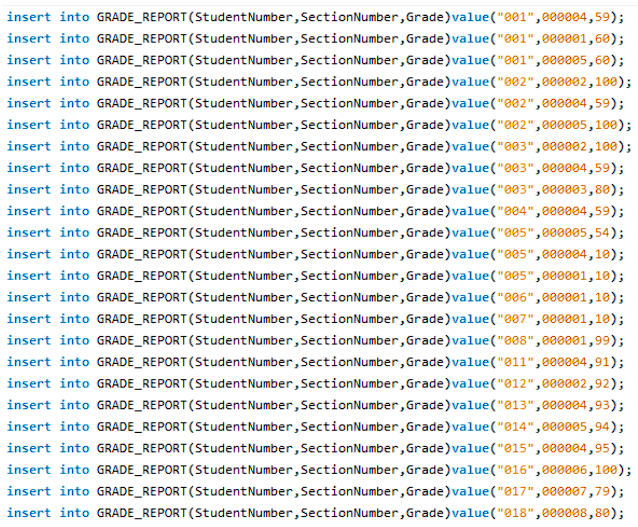 insert into GRADE_REPORT(StudentNumber,SectionNumber,Grade)value("001",000004,59);
insert into GRADE_REPORT(StudentNumber,SectionNumber,Grade)value("001",000001,60);
insert into GRADE_REPORT(StudentNumber,SectionNumber,Grade)value("001",000005,60);
insert into GRADE_REPORT(StudentNumber,SectionNumber,Grade)value("002",000002,100);
insert into GRADE_REPORT(StudentNumber,SectionNumber,Grade)value("002",000004,59);
insert into GRADE_REPORT(StudentNumber,SectionNumber,Grade)value("002",000005,100);
insert into GRADE_REPORT(StudentNumber,SectionNumber,Grade)value("003",000002,100);
insert into GRADE_REPORT(StudentNumber,SectionNumber,Grade)value("003",000004,59);
insert into GRADE_REPORT(StudentNumber,SectionNumber,Grade)value("003",000003,80);
insert into GRADE_REPORT(StudentNumber,SectionNumber,Grade)value("004",000004,59);
insert into GRADE_REPORT(StudentNumber,SectionNumber,Grade)value("005",000005,54);
insert into GRADE_REPORT(StudentNumber,SectionNumber,Grade)value("005",000004,10);
insert into GRADE_REPORT(StudentNumber,SectionNumber,Grade)value("005",000001,10);
insert into GRADE_REPORT(StudentNumber,SectionNumber,Grade)value("006",000001,10);
insert into GRADE_REPORT(StudentNumber,SectionNumber,Grade)value("007",000001,10);
insert into GRADE_REPORT(StudentNumber,SectionNumber,Grade)value("008",000001,99);
insert into GRADE_REPORT(StudentNumber,SectionNumber,Grade)value("011",000004,91);
insert into GRADE_REPORT(StudentNumber,SectionNumber,Grade)value("012",000002,92);
insert into GRADE_REPORT(StudentNumber,SectionNumber,Grade)value("013",000004,93);
insert into GRADE_REPORT(StudentNumber,SectionNumber,Grade)value("014",000005,94);
insert into GRADE_REPORT(StudentNumber,SectionNumber,Grade)value("015",000004,95);
insert into GRADE_REPORT(StudentNumber,SectionNumber,Grade)value("016",000006,100);
insert into GRADE_REPORT(StudentNumber,SectionNumber,Grade)value("017",000007,79);
insert into GRADE_REPORT(StudentNumber,SectionNumber,Grade)value("018",000008,80);